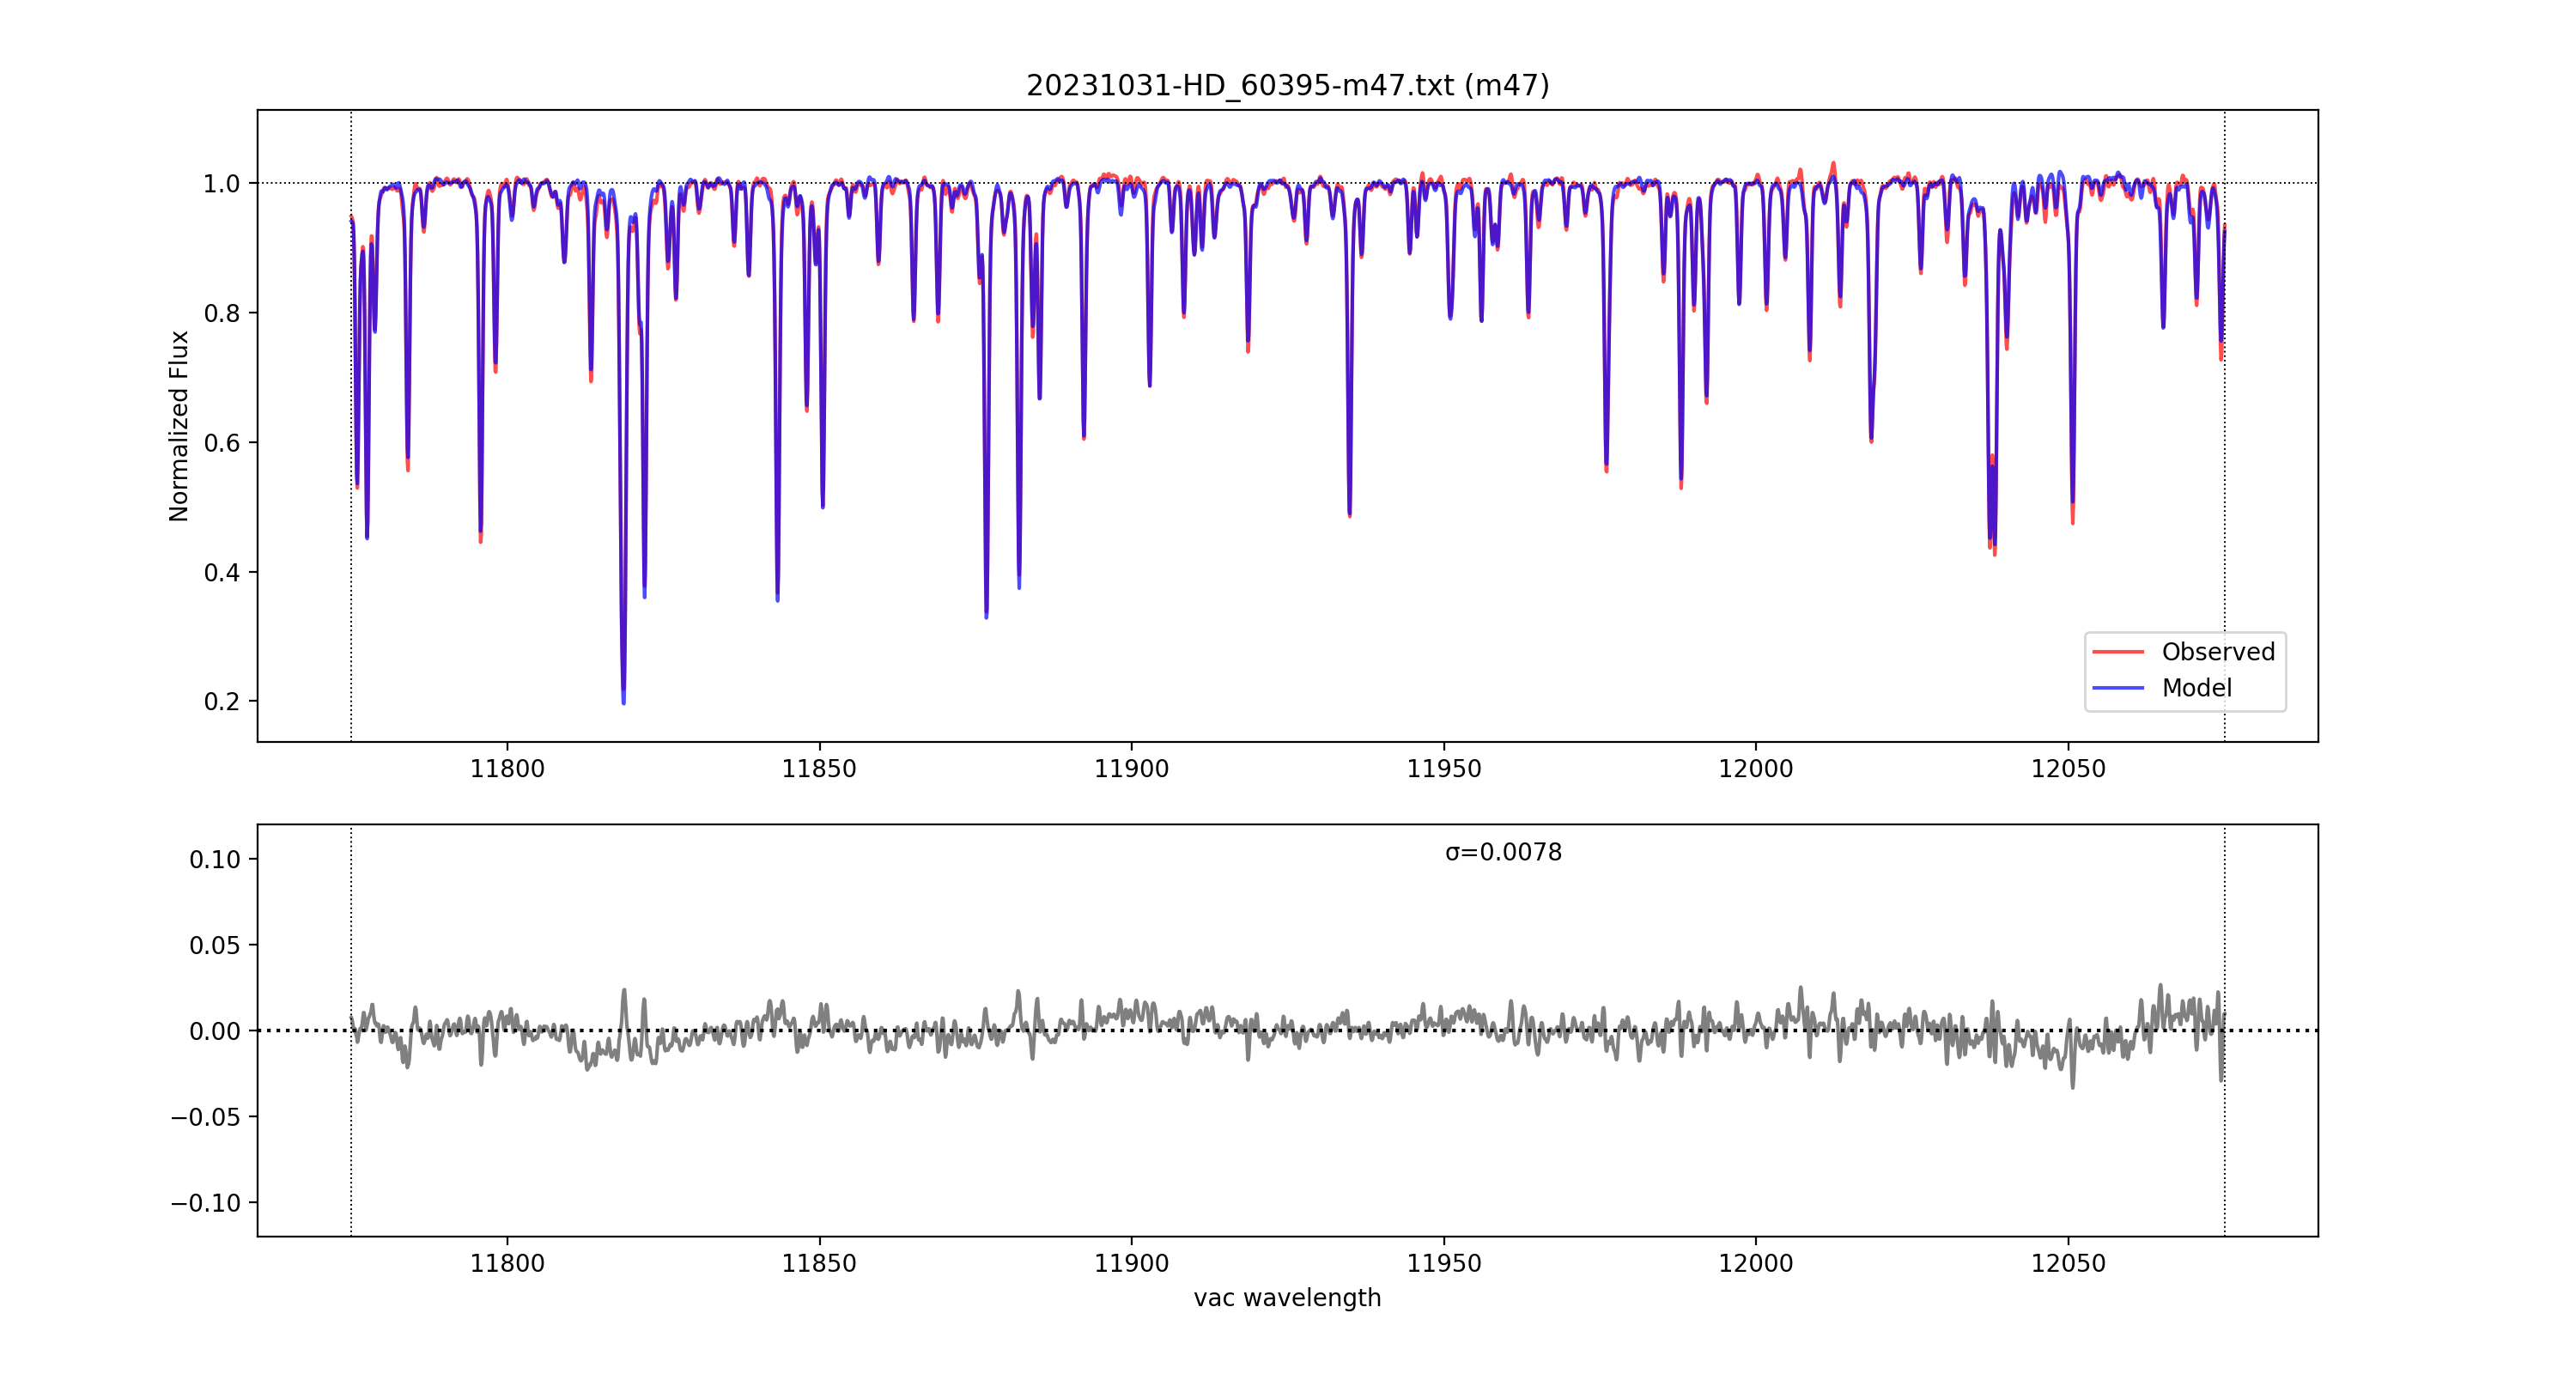 20231031-HD_60395-m47.txt (m47)
Normalized Flux
1.0
0.8
0.6
0.4
0.2
Observed
Model
11800 11850 11900 11950 12000 12050
σ=0.0078
0.10
0.05
0.00
−0.05
−0.10
11800 11850 11900 11950 12000 12050
vac wavelength